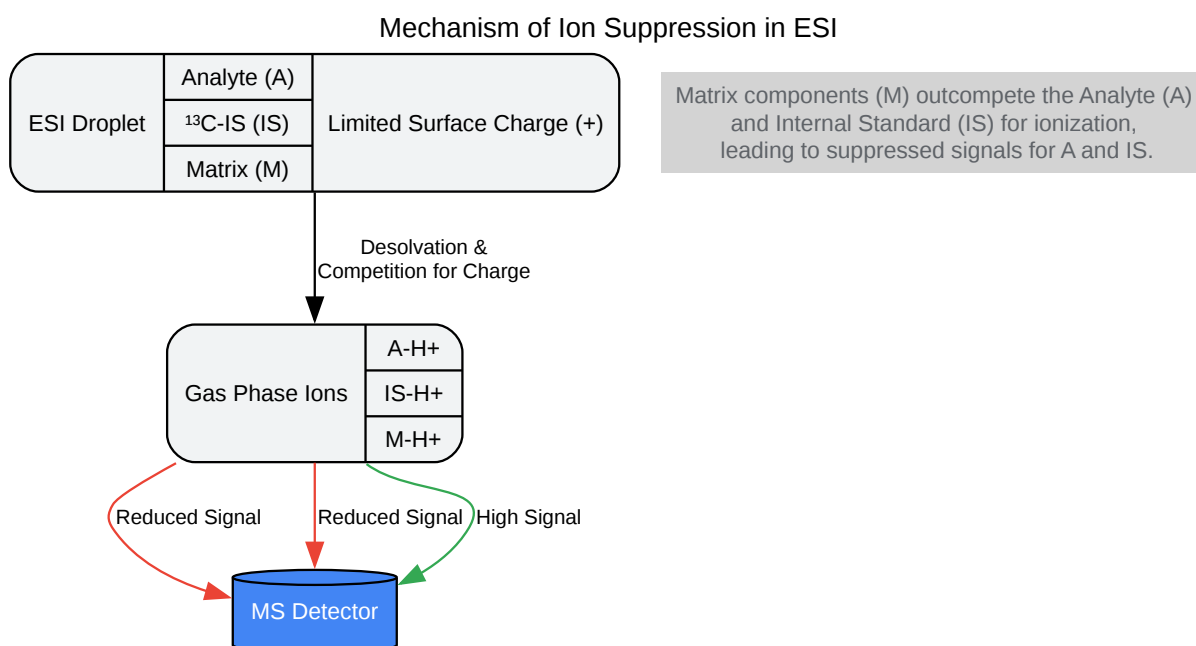 Mechanism of Ion Suppression in ESI
ESI Droplet
Analyte (A)
¹³C-IS (IS)
Matrix (M)
Limited Surface Charge (+)
Matrix components (M) outcompete the Analyte (A)
and Internal Standard (IS) for ionization,
leading to suppressed signals for A and IS.
Desolvation &
Competition for Charge
Gas Phase Ions
A-H+
IS-H+
M-H+
Reduced Signal
Reduced Signal
High Signal
MS Detector